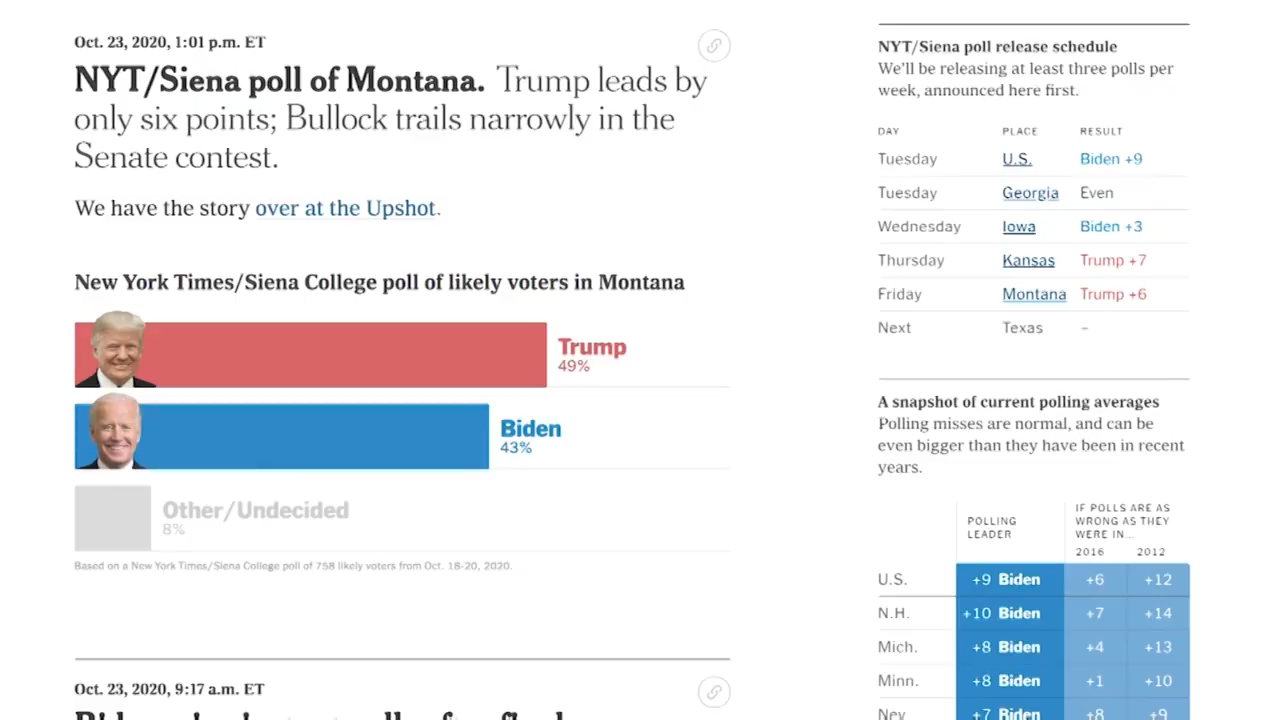 Oct. 23, 2020, 1:01 p.m. ET
NYT/Siena poll of Montana. Trump leads by
only six points; Bullock trails narrowly in the
Senate contest.
We have the story over at the Upshot.
New York Times/Siena College poll of likely voters in Montana
Trump
49%
Biden
43%
Other/Undecided
8%
Based on a New York Times/Siena College poll of 758 likely voters from Oct. 18-20, 2020.
Oct. 23, 2020, 9:17 a.m. ET
NYT/Siena poll release schedule
We'll be releasing at least three polls per
week, announced here first.
DAY PLACE RESULT
Tuesday U.S. Biden +9
Tuesday Georgia Even
Wednesday Iowa Biden +3
Thursday Kansas Trump +7
Friday Montana Trump +6
Next Texas –
A snapshot of current polling averages
Polling misses are normal, and can be
even bigger than they have been in recent
years.
POLLING
LEADER
IF POLLS ARE AS
WRONG AS THEY
WERE IN...
2016 2012
U.S. +9 Biden +6 +12
N.H. +10 Biden +7 +14
Mich. +8 Biden +4 +13
Minn. +8 Biden +1 +10
Nev. +7 Biden +8 +9